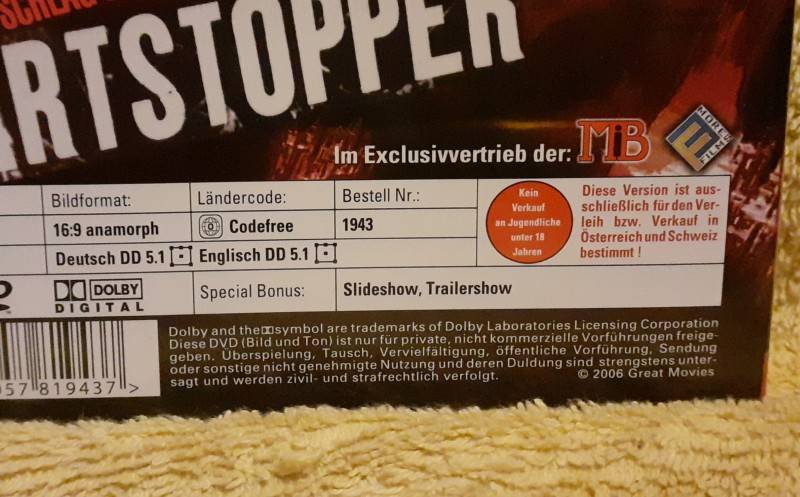 ARTSTOPPER
Im Exclusivvertrieb der: MIB
MORE
FILMS
Bildformat: Ländercode: Bestell Nr.:
16:9 anamorph Codefree 1943
Deutsch DD 5.1 Englisch DD 5.1
DOLBY
DIGITAL
Special Bonus: Slideshow, Trailershow
Kein
Verkauf
an Jugendliche
unter 18
Jahren
Diese Version ist aus-
schließlich für den Ver-
leih bzw. Verkauf in
Österreich und Schweiz
bestimmt !
Dolby and the symbol are trademarks of Dolby Laboratories Licensing Corporation
Diese DVD (Bild und Ton) ist nur für private, nicht kommerzielle Vorführungen freige-
geben. Überspielung, Tausch, Vervielfältigung, öffentliche Vorführung, Sendung
oder sonstige nicht genehmigte Nutzung und deren Duldung sind strengstens unter-
sagt und werden zivil- und strafrechtlich verfolgt. © 2006 Great Movies
57 819437 >